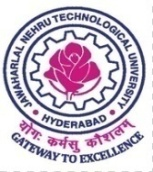 JAWAHARLAL NEHRU TECHNOLOGICAL UNIVERSITY
* HYDERABAD *
योगः कर्मसु कौशलम्
GATEWAY TO EXCELLENCE